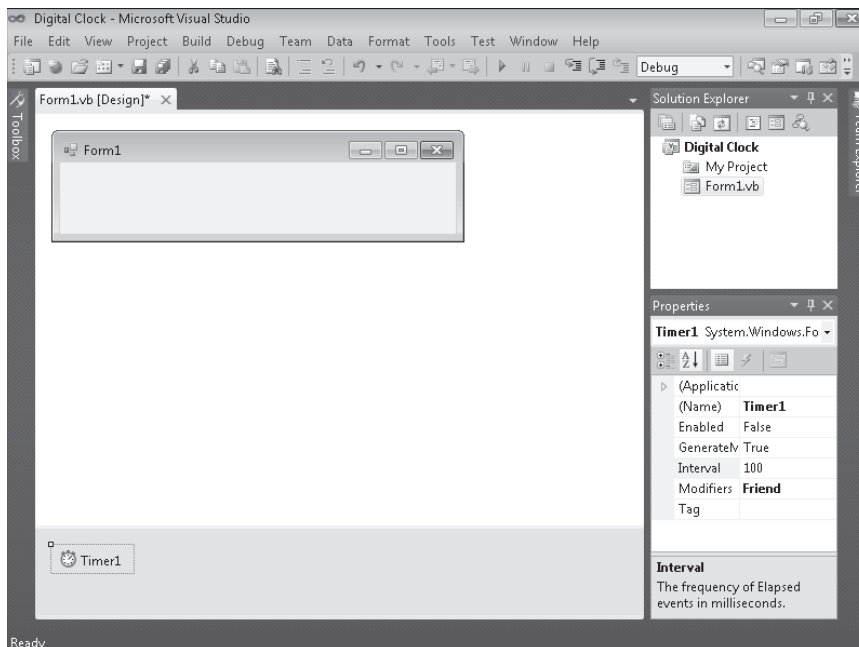 Digital Clock - Microsoft Visual Studio
File Edit View Project Build Debug Team Data Format Tools Test Window Help
Debug
Toolbox
Form1.vb [Design]*
Form1
Timer1
Ready
Solution Explorer
Digital Clock
My Project
Form1.vb
Team Explorer
Properties
Timer1 System.Windows.Fo
(Applicatic
(Name) Timer1
Enabled False
GenerateM True
Interval 100
Modifiers Friend
Tag
Interval
The frequency of Elapsed
events in milliseconds.